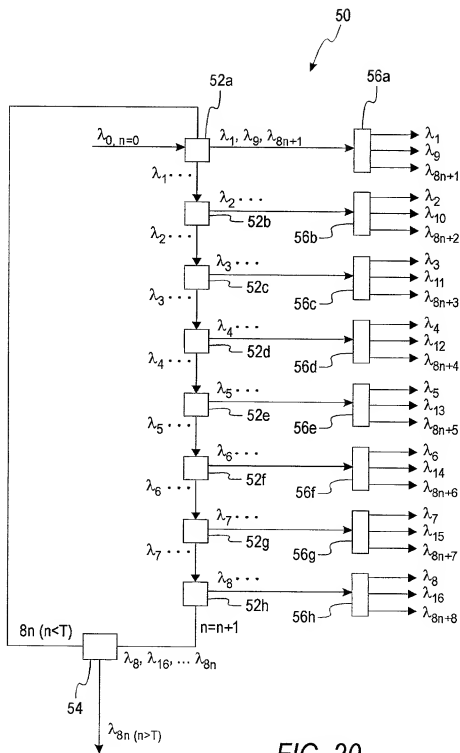 50
52a
56a
λ0, n=0
λ1, λ9, λ8n+1
λ1
λ9
λ8n+1
λ1 • • •
λ2 • • •
52b
56b
λ2
λ10
λ8n+2
λ2 • • •
λ3 • • •
52c
56c
λ3
λ11
λ8n+3
λ3 • • •
λ4 • • •
52d
56d
λ4
λ12
λ8n+4
λ4 • • •
λ5 • • •
52e
56e
λ5
λ13
λ8n+5
λ5 • • •
λ6 • • •
52f
56f
λ6
λ14
λ8n+6
λ6 • • •
λ7 • • •
52g
56g
λ7
λ15
λ8n+7
λ7 • • •
λ8 • • •
52h
56h
λ8
λ16
λ8n+8
8n (n<T)
n=n+1
λ8, λ16, ... λ8n
54
λ8n (n>T)
FIG. 20